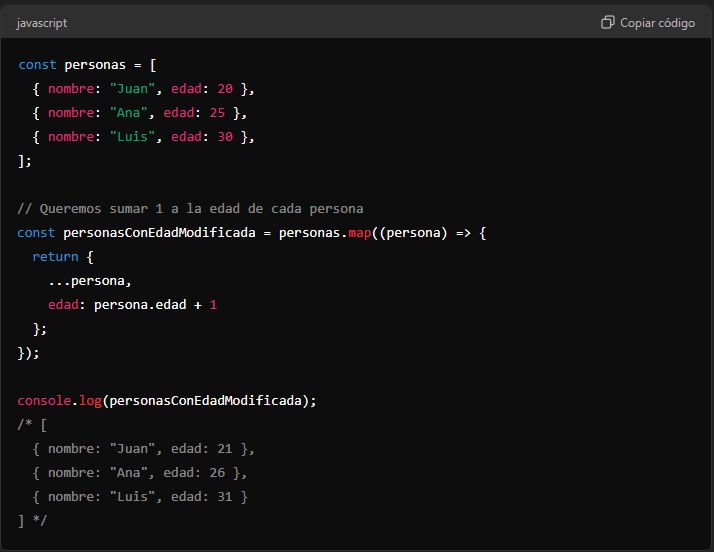 javascript
Copiar código
const personas = [
  { nombre: "Juan", edad: 20 },
  { nombre: "Ana", edad: 25 },
  { nombre: "Luis", edad: 30 },
];

// Queremos sumar 1 a la edad de cada persona
const personasConEdadModificada = personas.map((persona) => {
  return {
    ...persona,
    edad: persona.edad + 1
  };
});

console.log(personasConEdadModificada);
/* [
  { nombre: "Juan", edad: 21 },
  { nombre: "Ana", edad: 26 },
  { nombre: "Luis", edad: 31 }
] */